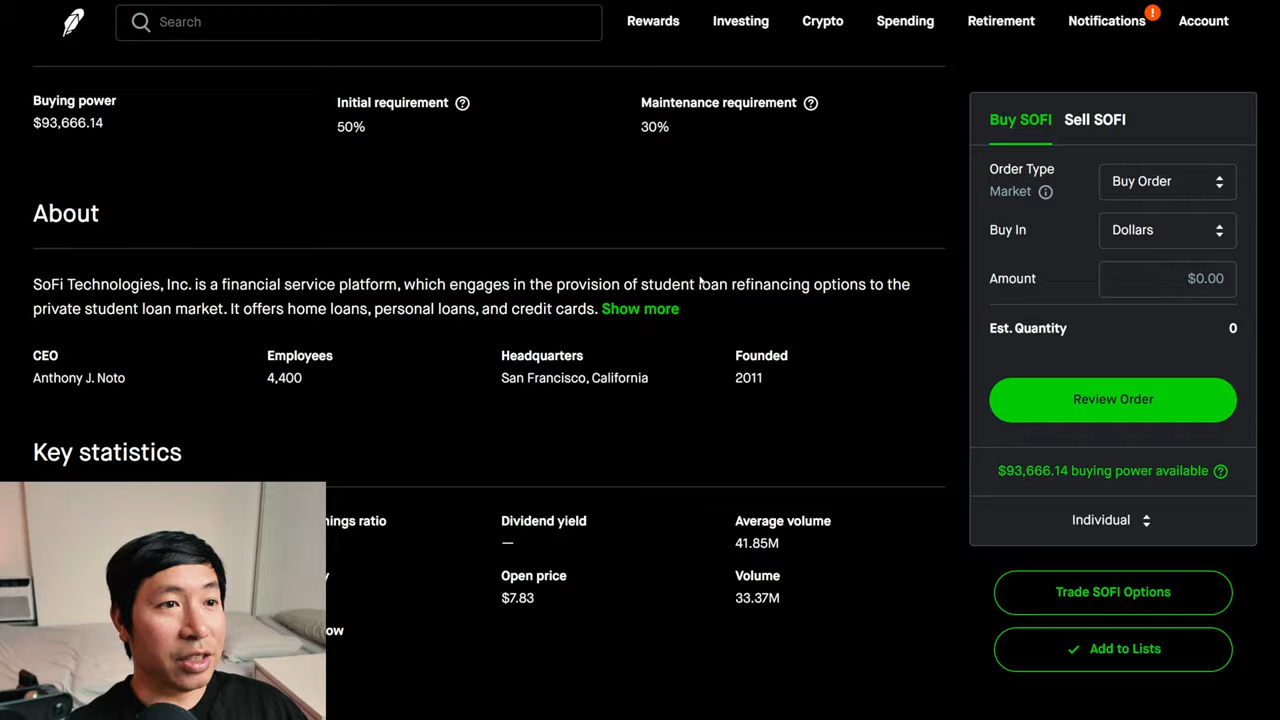 Search
Rewards
Investing
Crypto
Spending
Retirement
Notifications
!
Account
Buying power
$93,666.14
Initial requirement ?
50%
Maintenance requirement ?
30%
About
SoFi Technologies, Inc. is a financial service platform, which engages in the provision of student loan refinancing options to the
private student loan market. It offers home loans, personal loans, and credit cards. Show more
CEO
Anthony J. Noto
Employees
4,400
Headquarters
San Francisco, California
Founded
2011
Key statistics
nings ratio
Dividend yield
—
Average volume
41.85M
Open price
$7.83
Volume
33.37M
ow
Buy SOFI
Sell SOFI
Order Type
Market i
Buy Order
Buy In
Dollars
Amount
$0.00
Est. Quantity
0
Review Order
$93,666.14 buying power available ?
Individual
Trade SOFI Options
Add to Lists